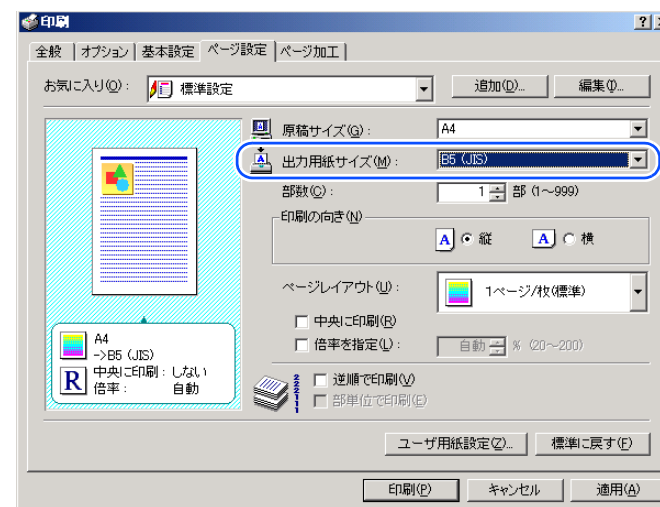 印刷
全般 オプション 基本設定 ページ設定 ページ加工
お気に入り(O): 標準設定 追加(D)... 編集(I)...
原稿サイズ(G): A4
出力用紙サイズ(M): B5 (JIS)
部数(C): 1 部 (1~999)
印刷の向き(N)
A 縦 A 横
ページレイアウト(U): 1ページ/枚(標準)
中央に印刷(R)
倍率を指定(L): 自動 % (20~200)
A4
->B5 (JIS)
中央に印刷: しない
倍率: 自動
R
逆順で印刷(V)
部単位で印刷(E)
ユーザ用紙設定(Z)... 標準に戻す(F)
印刷(P) キャンセル 適用(A)